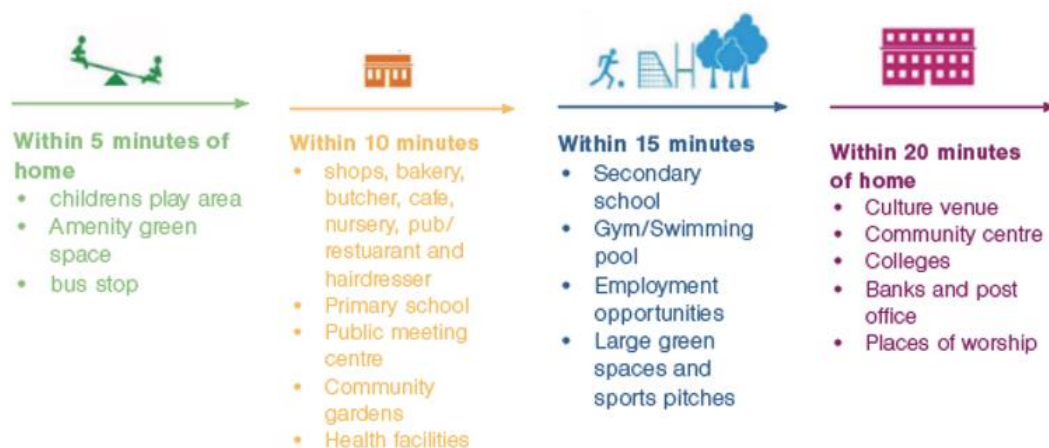 Within 5 minutes of
home
• childrens play area
• Amenity green
space
• bus stop
Within 10 minutes
• shops, bakery,
butcher, cafe,
nursery, pub/
restuarant and
hairdresser
• Primary school
• Public meeting
centre
• Community
gardens
• Health facilities
Within 15 minutes
• Secondary
school
• Gym/Swimming
pool
• Employment
opportunities
• Large green
spaces and
sports pitches
Within 20 minutes
of home
• Culture venue
• Community centre
• Colleges
• Banks and post
office
• Places of worship